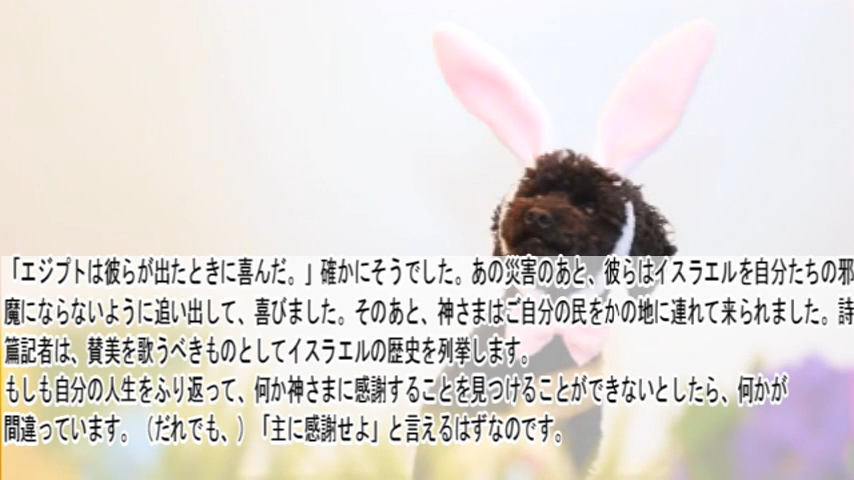 「エジプトは彼らが出たときに喜んだ。」確かにそうでした。あの災害のあと、彼らはイスラエルを自分たちの邪
魔にならないように追い出して、喜びました。そのあと、神さまはご自分の民をかの地に連れて来られました。詩
篇記者は、賛美を歌うべきものとしてイスラエルの歴史を列挙します。
もしも自分の人生をふり返って、何か神さまに感謝することを見つけることができないとしたら、何かが
間違っています。（だれでも、）「主に感謝せよ」と言えるはずなのです。